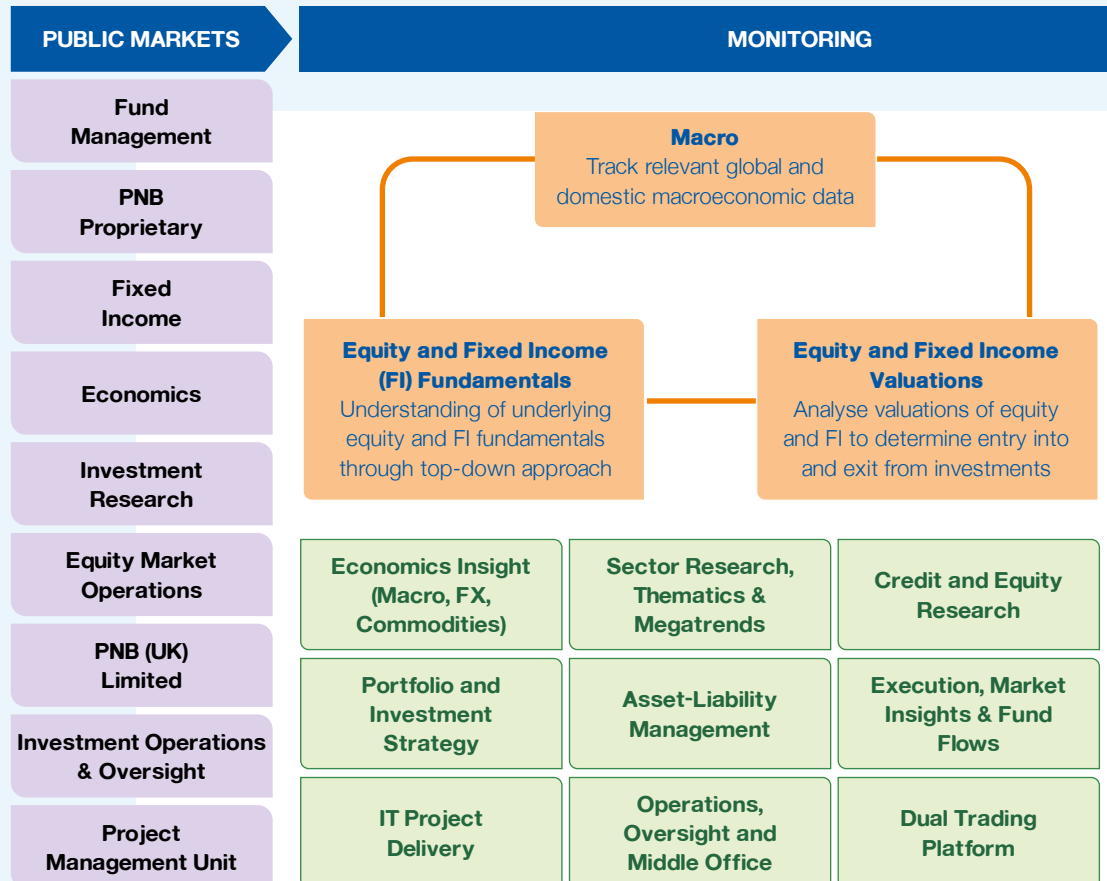 PUBLIC MARKETS
MONITORING
Fund
Management
PNB
Proprietary
Fixed
Income
Economics
Investment
Research
Equity Market
Operations
PNB (UK)
Limited
Investment Operations
& Oversight
Project
Management Unit
Macro
Track relevant global and
domestic macroeconomic data
Equity and Fixed Income
(FI) Fundamentals
Understanding of underlying
equity and FI fundamentals
through top-down approach
Equity and Fixed Income
Valuations
Analyse valuations of equity
and FI to determine entry into
and exit from investments
Economics Insight
(Macro, FX,
Commodities)
Sector Research,
Thematics &
Megatrends
Credit and Equity
Research
Portfolio and
Investment
Strategy
Asset-Liability
Management
Execution, Market
Insights & Fund
Flows
IT Project
Delivery
Operations,
Oversight and
Middle Office
Dual Trading
Platform